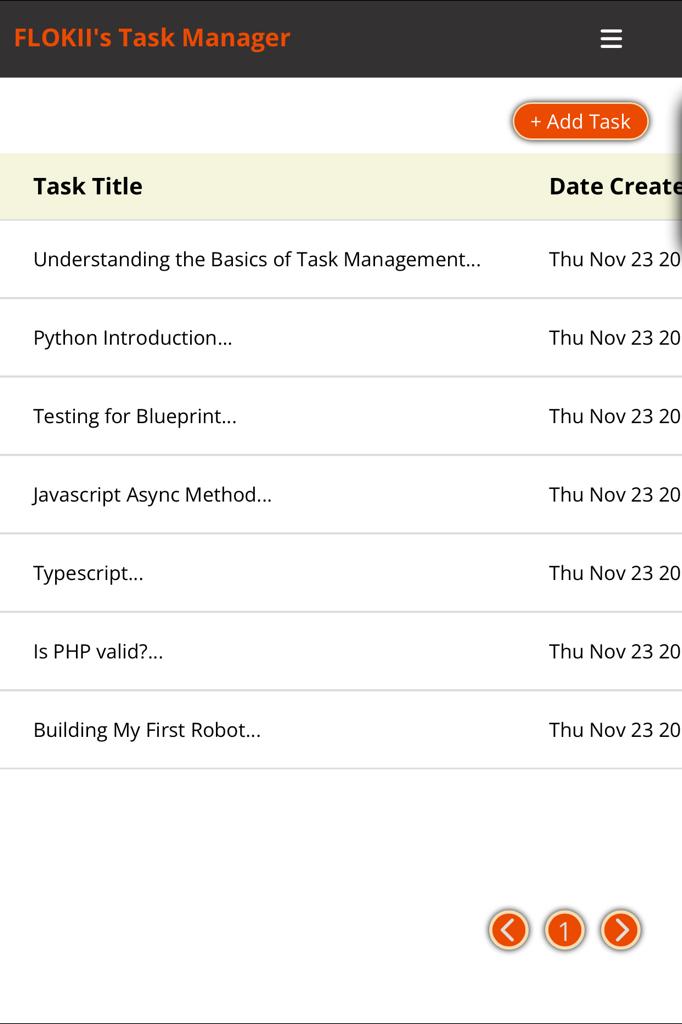 FLOKII's Task Manager
+ Add Task
Task Title Date Create
Understanding the Basics of Task Management... Thu Nov 23 20
Python Introduction... Thu Nov 23 20
Testing for Blueprint... Thu Nov 23 20
Javascript Async Method... Thu Nov 23 20
Typescript... Thu Nov 23 20
Is PHP valid?... Thu Nov 23 20
Building My First Robot... Thu Nov 23 20
1